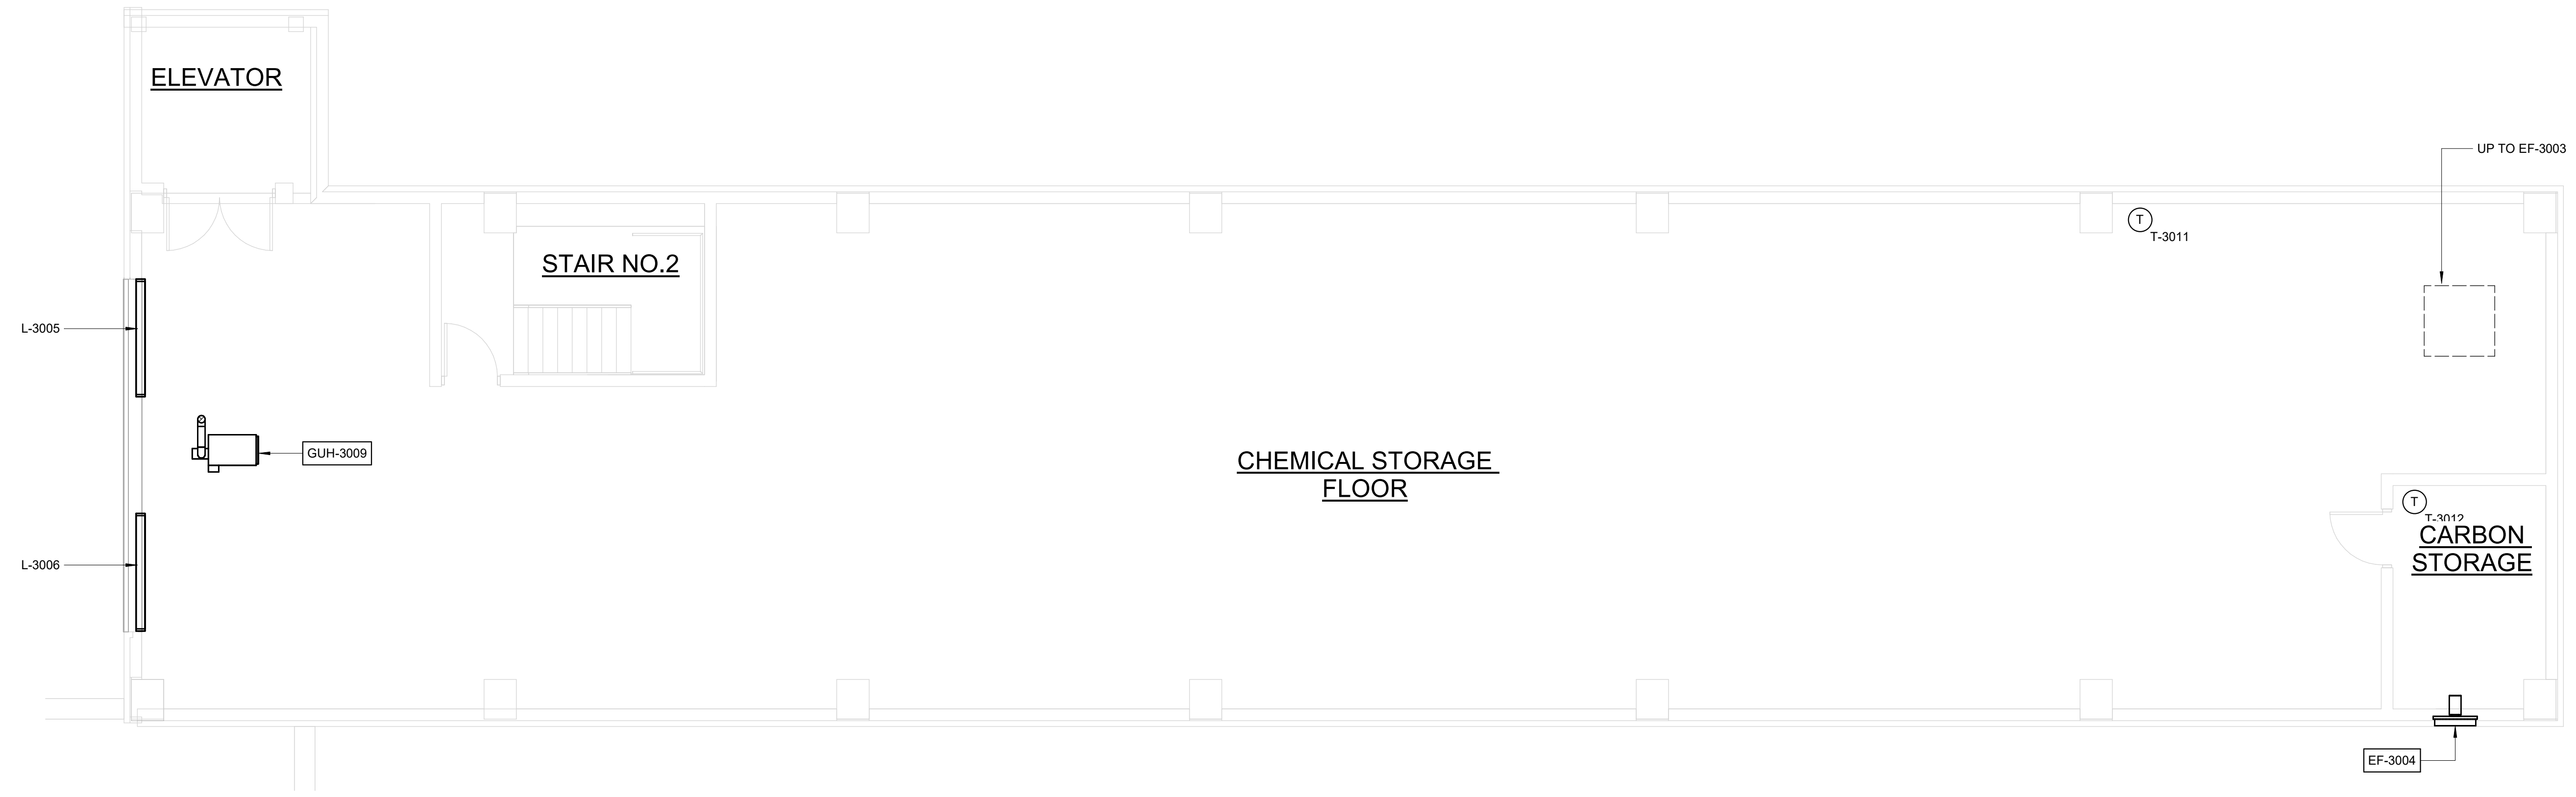 ELEVATOR
UP TO EF-3003
T
T-3011
STAIR NO.2
L-3005
GUH-3009
CHEMICAL STORAGE
FLOOR
T
T-3012
CARBON
STORAGE
L-3006
EF-3004